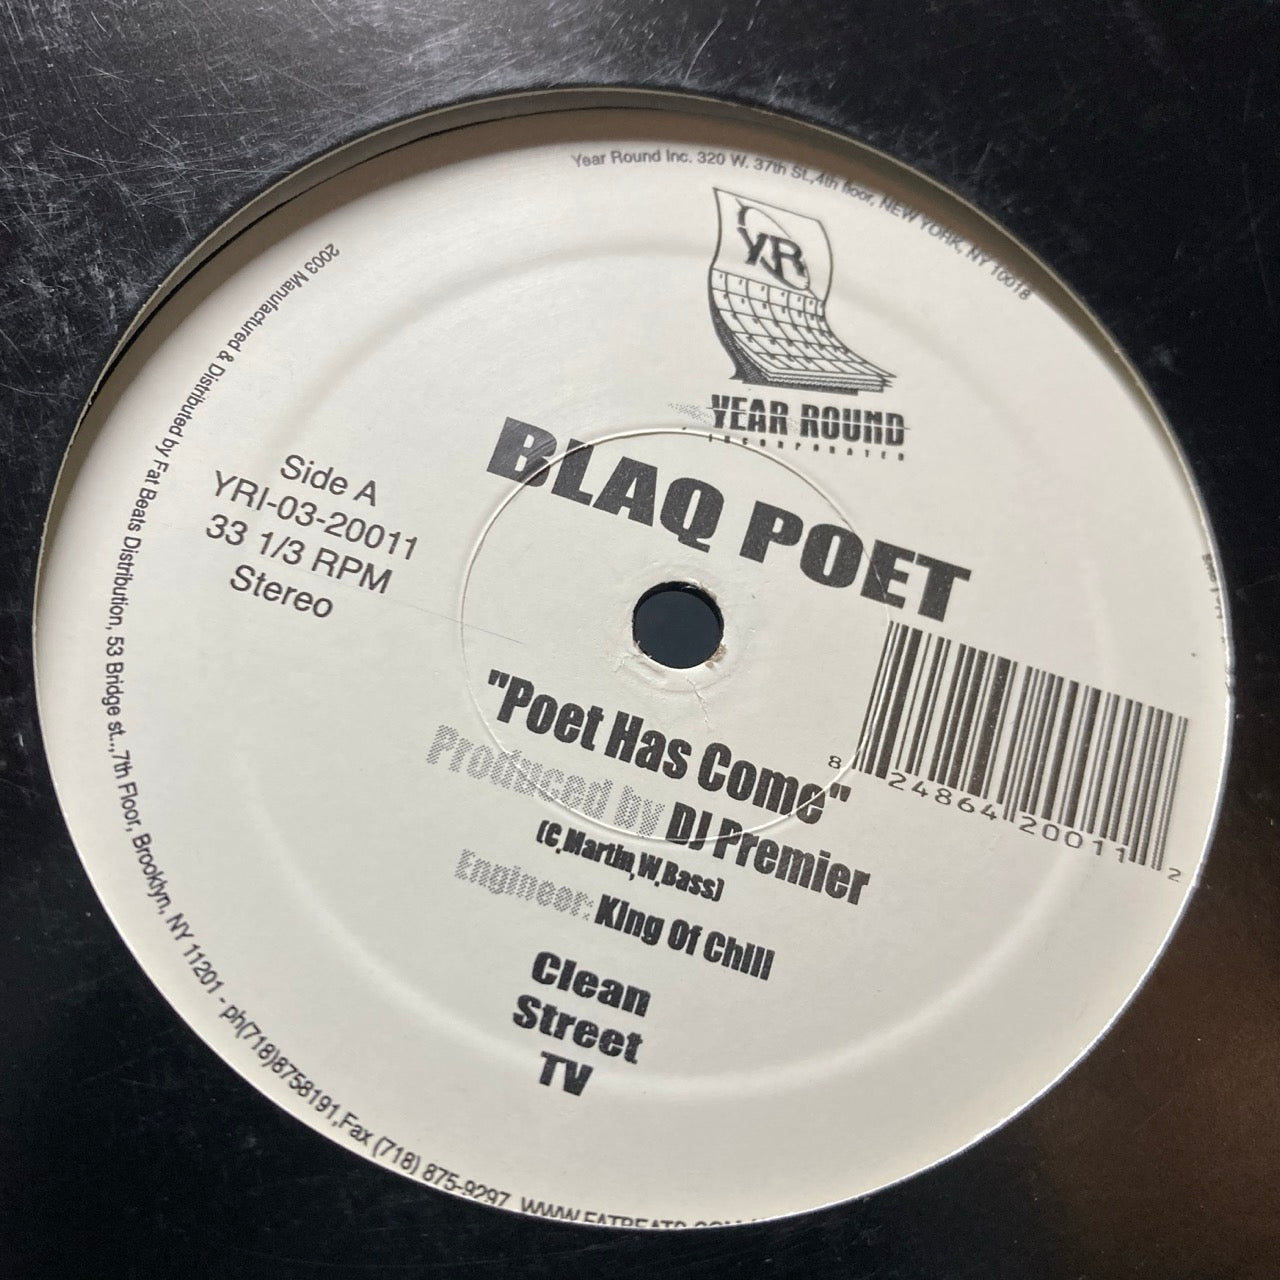 Year Round Inc. 320 W. 37th St.,4th floor, NEW YORK, NY 10018
YR
YEAR ROUND
INCORPORATED
BLAQ POET
Side A
YRI-03-20011
33 1/3 RPM
Stereo
"Poet Has Come"
Produced by DJ Premier
(C.Martin,W.Bass)
Engineer: King Of Chill
Clean
Street
TV
8 24864 20011 2
2003 Manufactured & Distributed by Fat Beats Distribution, 53 Bridge st..,7th Floor, Brooklyn, NY 11201 - ph(718)8758191,Fax (718) 875-9297 WWW.FATBEATS.COM